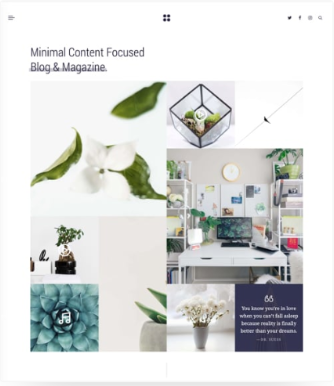 Minimal Content Focused
Blog & Magazine
You know you're in love
when you can't fall asleep
because reality is finally
better than your dreams.
— DR. SEUSS